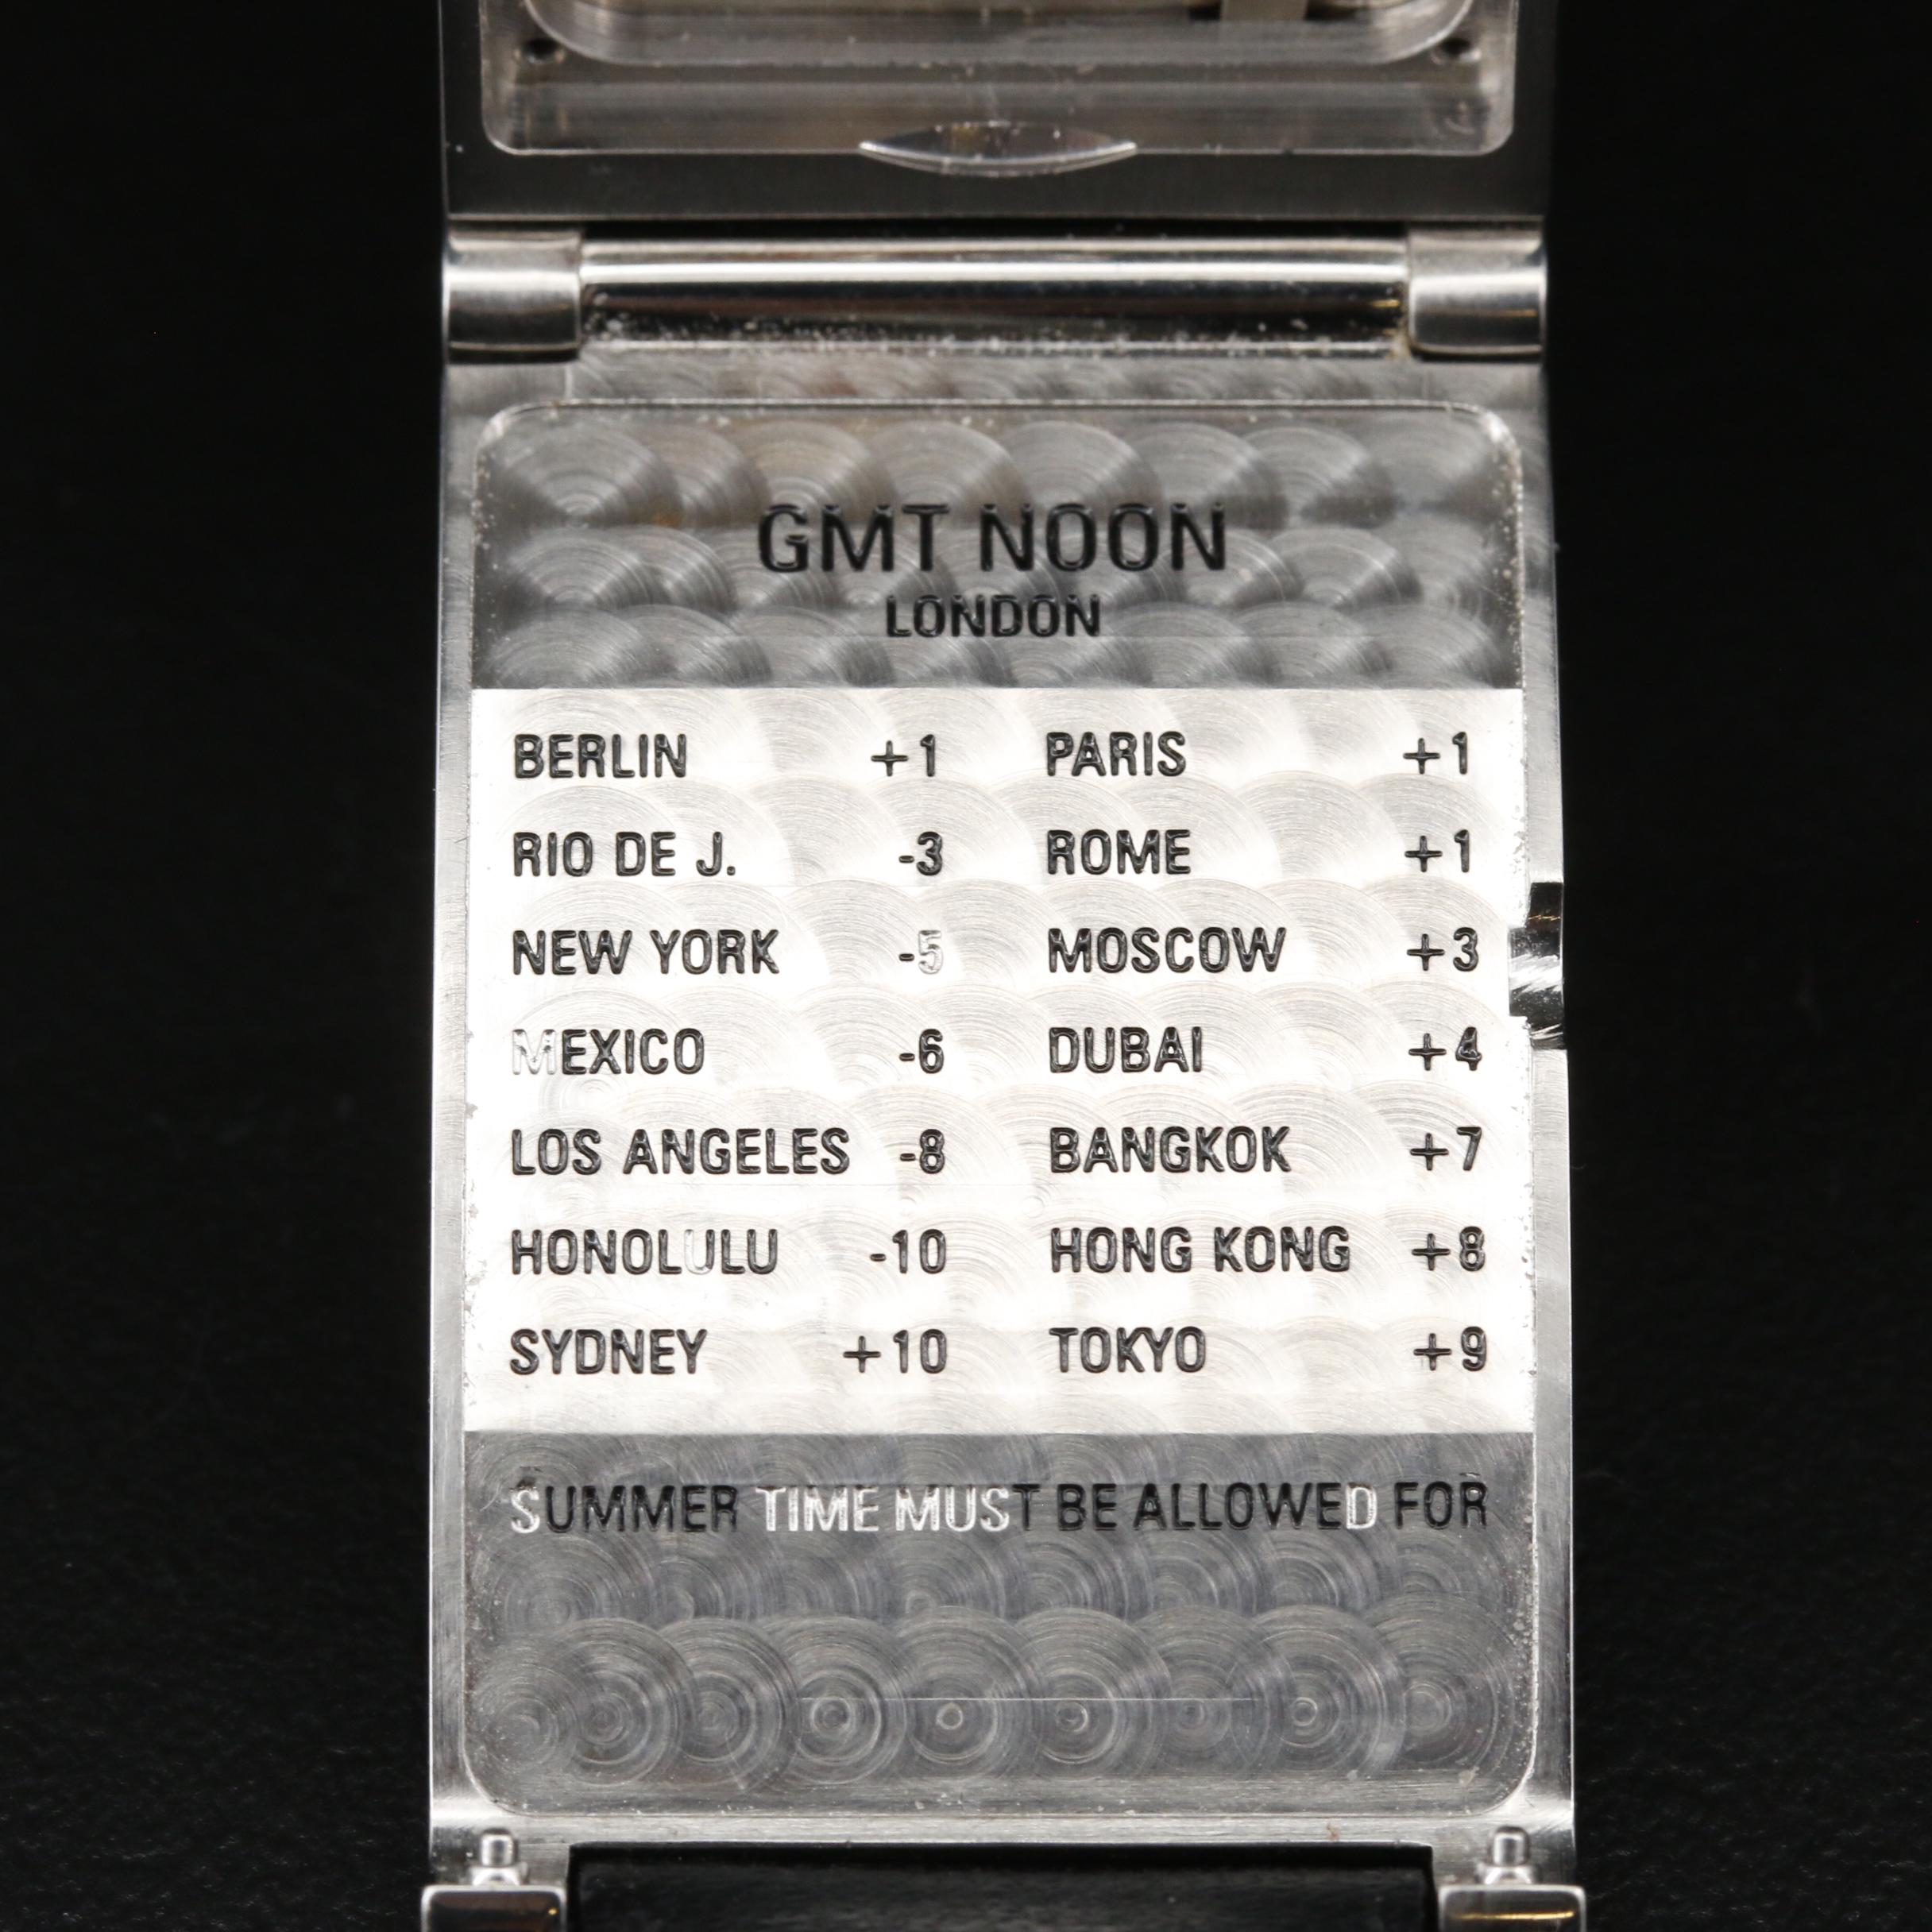 GMT NOON
LONDON
BERLIN +1 PARIS +1
RIO DE J. -3 ROME +1
NEW YORK -5 MOSCOW +3
MEXICO -6 DUBAI +4
LOS ANGELES -8 BANGKOK +7
HONOLULU -10 HONG KONG +8
SYDNEY +10 TOKYO +9
SUMMER TIME MUST BE ALLOWED FOR